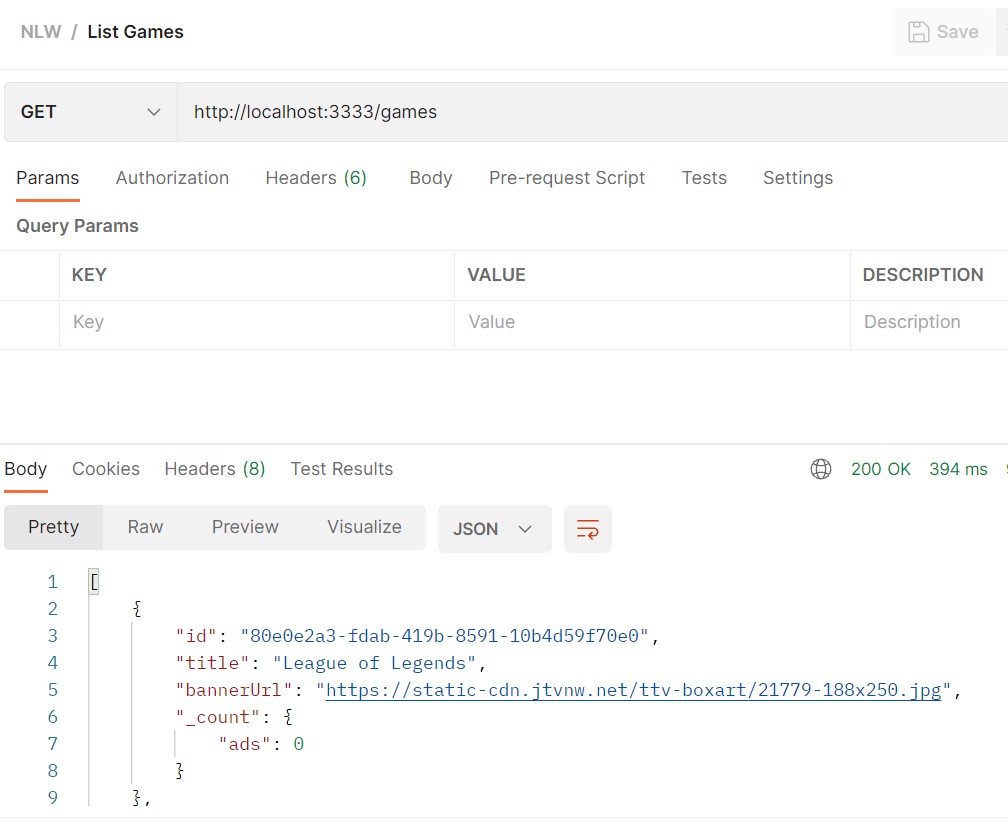 NLW / List Games
Save
GET
http://localhost:3333/games
Params Authorization Headers (6) Body Pre-request Script Tests Settings
Query Params
KEY VALUE DESCRIPTION
Key Value Description
Body Cookies Headers (8) Test Results 200 OK 394 ms
Pretty Raw Preview Visualize JSON
1 [
2 {
3 "id": "80e0e2a3-fdab-419b-8591-10b4d59f70e0",
4 "title": "League of Legends",
5 "bannerUrl": "https://static-cdn.jtvnw.net/ttv-boxart/21779-188x250.jpg",
6 "_count": {
7 "ads": 0
8 }
9 },